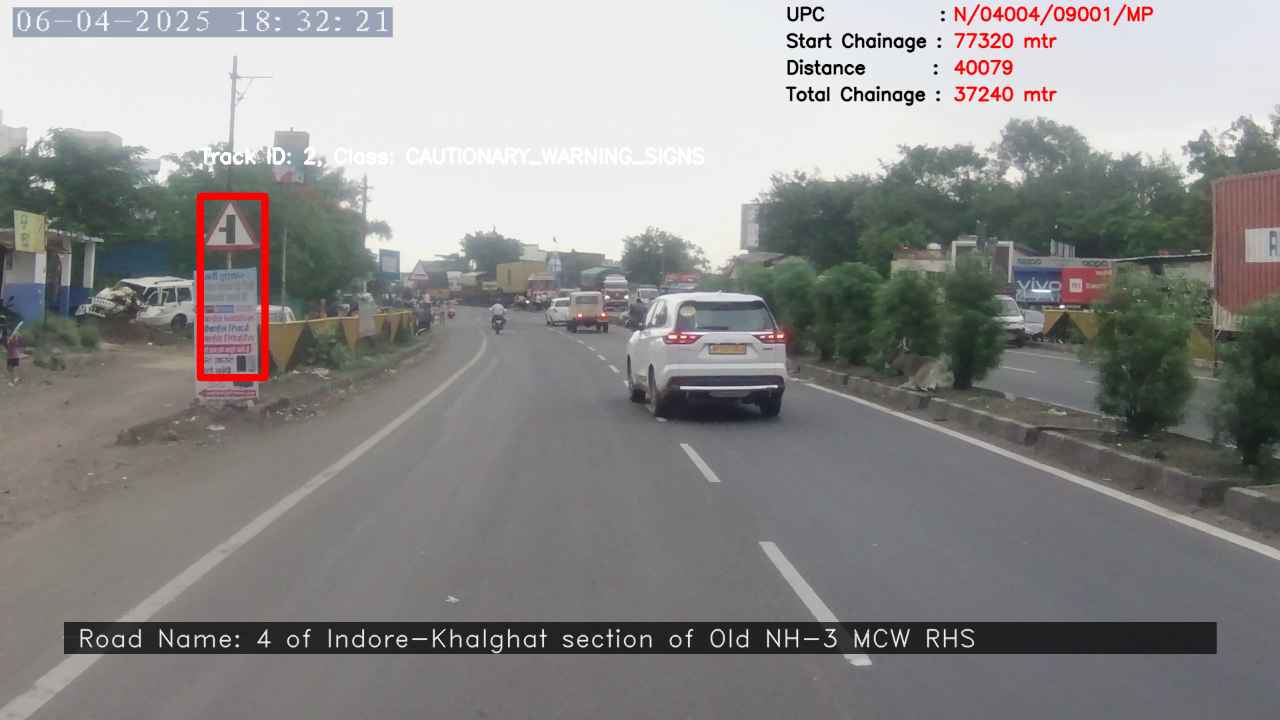 06-04-2025 18:32:21
UPC : N/04004/09001/MP
Start Chainage : 77320 mtr
Distance : 40079
Total Chainage : 37240 mtr
Track ID: 2, Class: CAUTIONARY_WARNING_SIGNS
vivo
mi
Road Name: 4 of Indore-Khalghat section of Old NH-3 MCW RHS